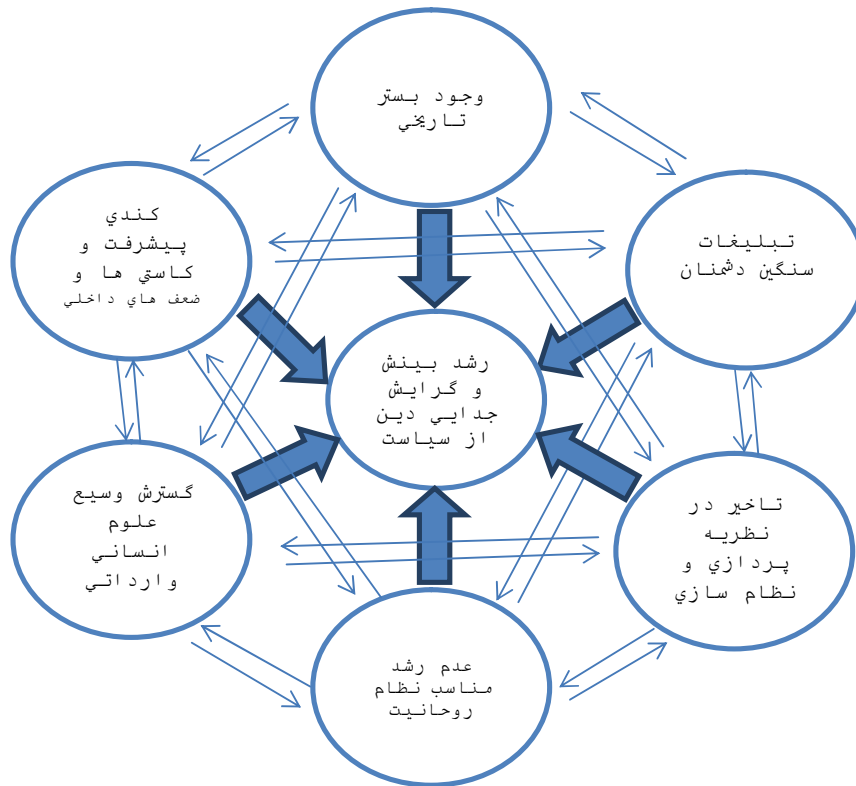 وجود بستر
تاريخي
تبليغات
سنگين دشمنان
كندي
پيشرفت و
كاستي ها و
ضعف هاي داخلي
رشد بينش
و گرايش
جدايي دين
از سياست
تاخير در
نظريه
پردازي و
نظام سازي
گسترش وسيع
علوم
انساني
وارداتي
عدم رشد
مناسب نظام
روحانيت